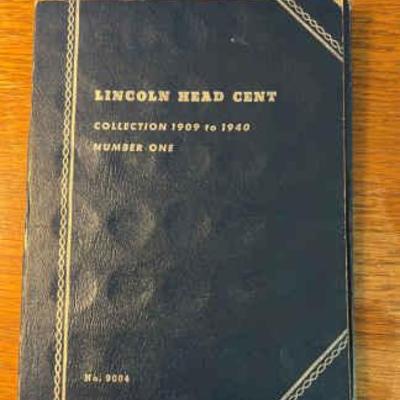 LINCOLN HEAD CENT
COLLECTION 1909 to 1940
NUMBER ONE
No. 9004